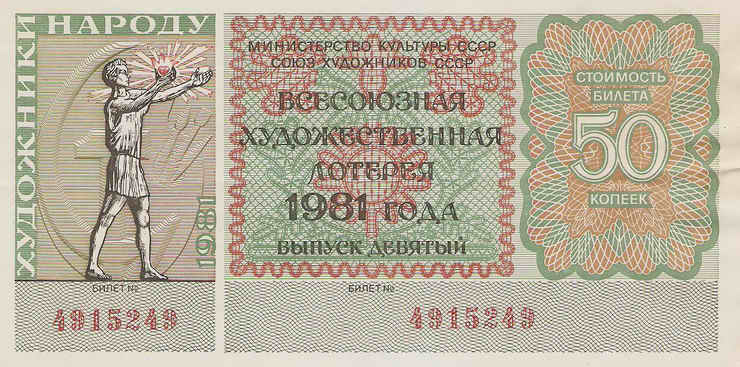 ХУДОЖНИКИ
НАРОДУ
1981
БИЛЕТ №
4915249
МИНИСТЕРСТВО КУЛЬТУРЫ СССР
СОЮЗ ХУДОЖНИКОВ СССР
ВСЕСОЮЗНАЯ
ХУДОЖЕСТВЕННАЯ
ЛОТЕРЕЯ
1981 ГОДА
ВЫПУСК ДЕВЯТЫЙ
БИЛЕТ №
4915249
СТОИМОСТЬ
БИЛЕТА
50
КОПЕЕК